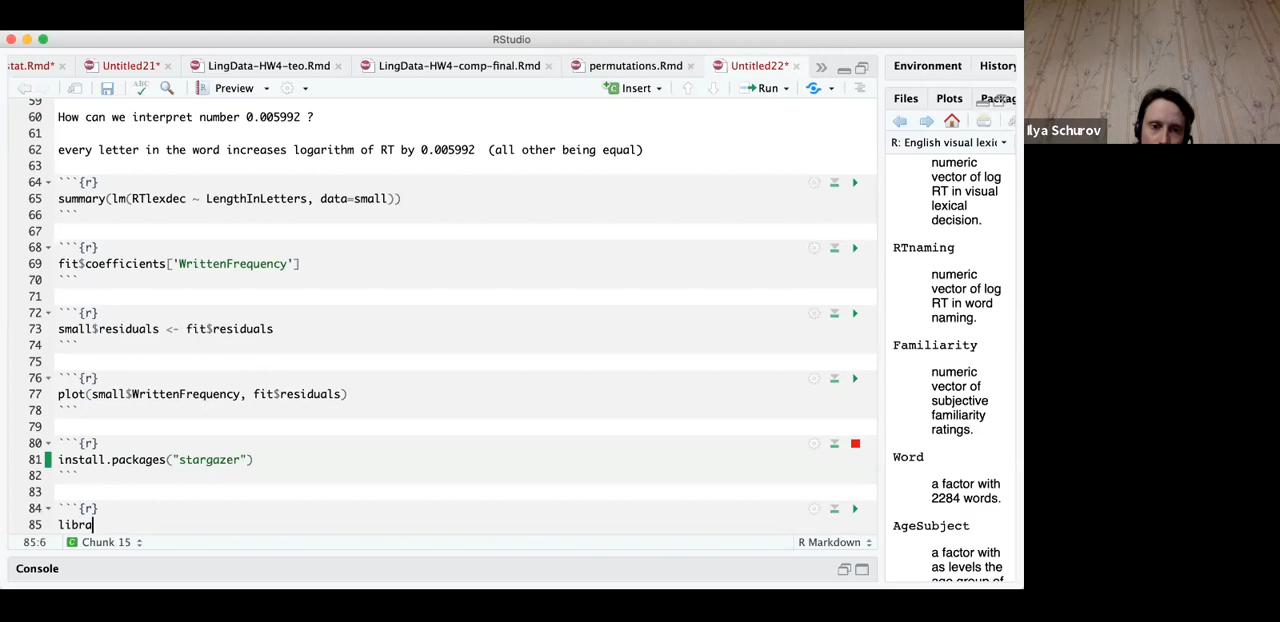 RStudio
stat.Rmd*
Untitled21*
LingData-HW4-teo.Rmd
LingData-HW4-comp-final.Rmd
permutations.Rmd
Untitled22*
ABC
Preview
Insert
Run
59
60 How can we interpret number 0.005992 ?
61
62 every letter in the word increases logarithm of RT by 0.005992 (all other being equal)
63
64 ```{r}
65 summary(lm(RTlexdec ~ LengthInLetters, data=small))
66 ```
67
68 ```{r}
69 fit$coefficients['WrittenFrequency']
70 ```
71
72 ```{r}
73 small$residuals <- fit$residuals
74 ```
75
76 ```{r}
77 plot(small$WrittenFrequency, fit$residuals)
78 ```
79
80 ```{r}
81 install.packages("stargazer")
82 ```
83
84 ```{r}
85 libra
85:6 Chunk 15 R Markdown
Console
Environment History
Files Plots Packag
R: English visual lexic
numeric
vector of log
RT in visual
lexical
decision.
RTnaming
numeric
vector of log
RT in word
naming.
Familiarity
numeric
vector of
subjective
familiarity
ratings.
Word
a factor with
2284 words.
AgeSubject
a factor with
as levels the
age group of
Ilya Schurov